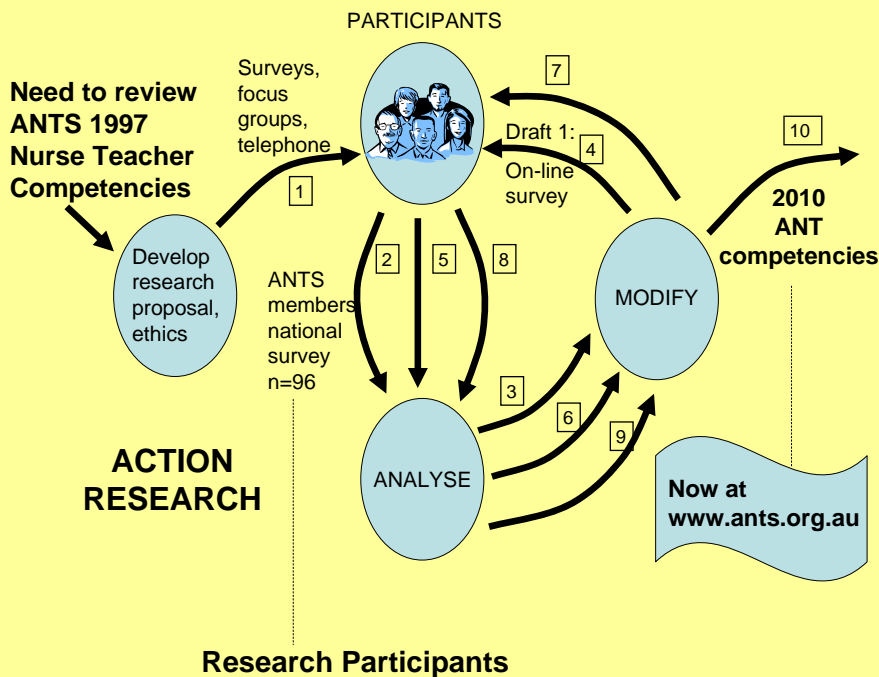 PARTICIPANTS
Need to review
ANTS 1997
Nurse Teacher
Competencies
Surveys,
focus
groups,
telephone
1
Develop
research
proposal,
ethics
7
Draft 1:
4
On-line
survey
10
2010
ANT
competencies
2
5
8
ANTS
members
national
survey
n=96
MODIFY
3
6
9
ANALYSE
ACTION
RESEARCH
Now at
www.ants.org.au
Research Participants